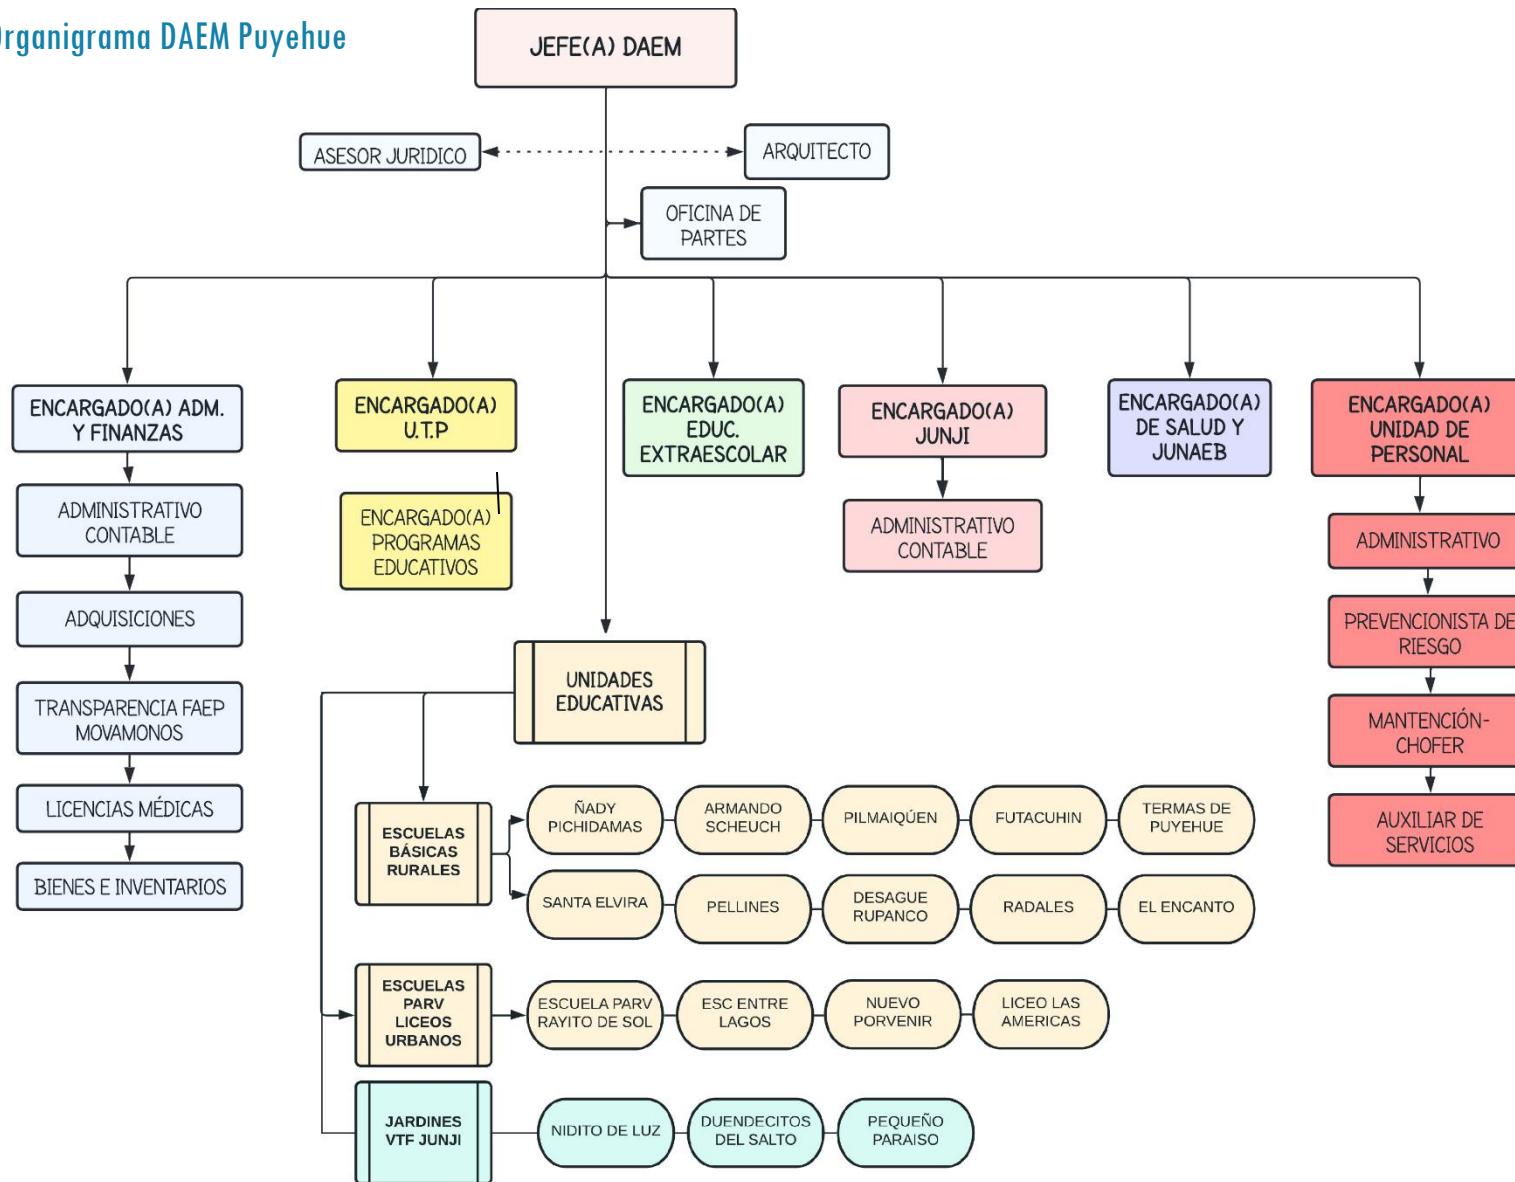 Organigrama DAEM Puyehue
JEFE(A) DAEM
ASESOR JURIDICO
ARQUITECTO
OFICINA DE
PARTES
ENCARGADO(A) ADM.
Y FINANZAS
ENCARGADO(A)
U.T.P
ENCARGADO(A)
EDUC.
EXTRAESCOLAR
ENCARGADO(A)
JUNJI
ENCARGADO(A)
DE SALUD Y
JUNAEB
ENCARGADO(A)
UNIDAD DE
PERSONAL
ADMINISTRATIVO
CONTABLE
ADQUISICIONES
TRANSPARENCIA FAEP
MOVAMONOS
LICENCIAS MÉDICAS
BIENES E INVENTARIOS
ENCARGADO(A)
PROGRAMAS
EDUCATIVOS
ADMINISTRATIVO
CONTABLE
ADMINISTRATIVO
PREVENCIONISTA DE
RIESGO
MANTENCIÓN-
CHOFER
AUXILIAR DE
SERVICIOS
UNIDADES
EDUCATIVAS
ESCUELAS
BÁSICAS
RURALES
ÑADY
PICHIDAMAS
ARMANDO
SCHEUCH
PILMAIQÚEN
FUTACUHIN
TERMAS DE
PUYEHUE
SANTA ELVIRA
PELLINES
DESAGUE
RUPANCO
RADALES
EL ENCANTO
ESCUELAS
PARV
LICEOS
URBANOS
ESCUELA PARV
RAYITO DE SOL
ESC ENTRE
LAGOS
NUEVO
PORVENIR
LICEO LAS
AMERICAS
JARDINES
VTF JUNJI
NIDITO DE LUZ
DUENDECITOS
DEL SALTO
PEQUEÑO
PARAISO